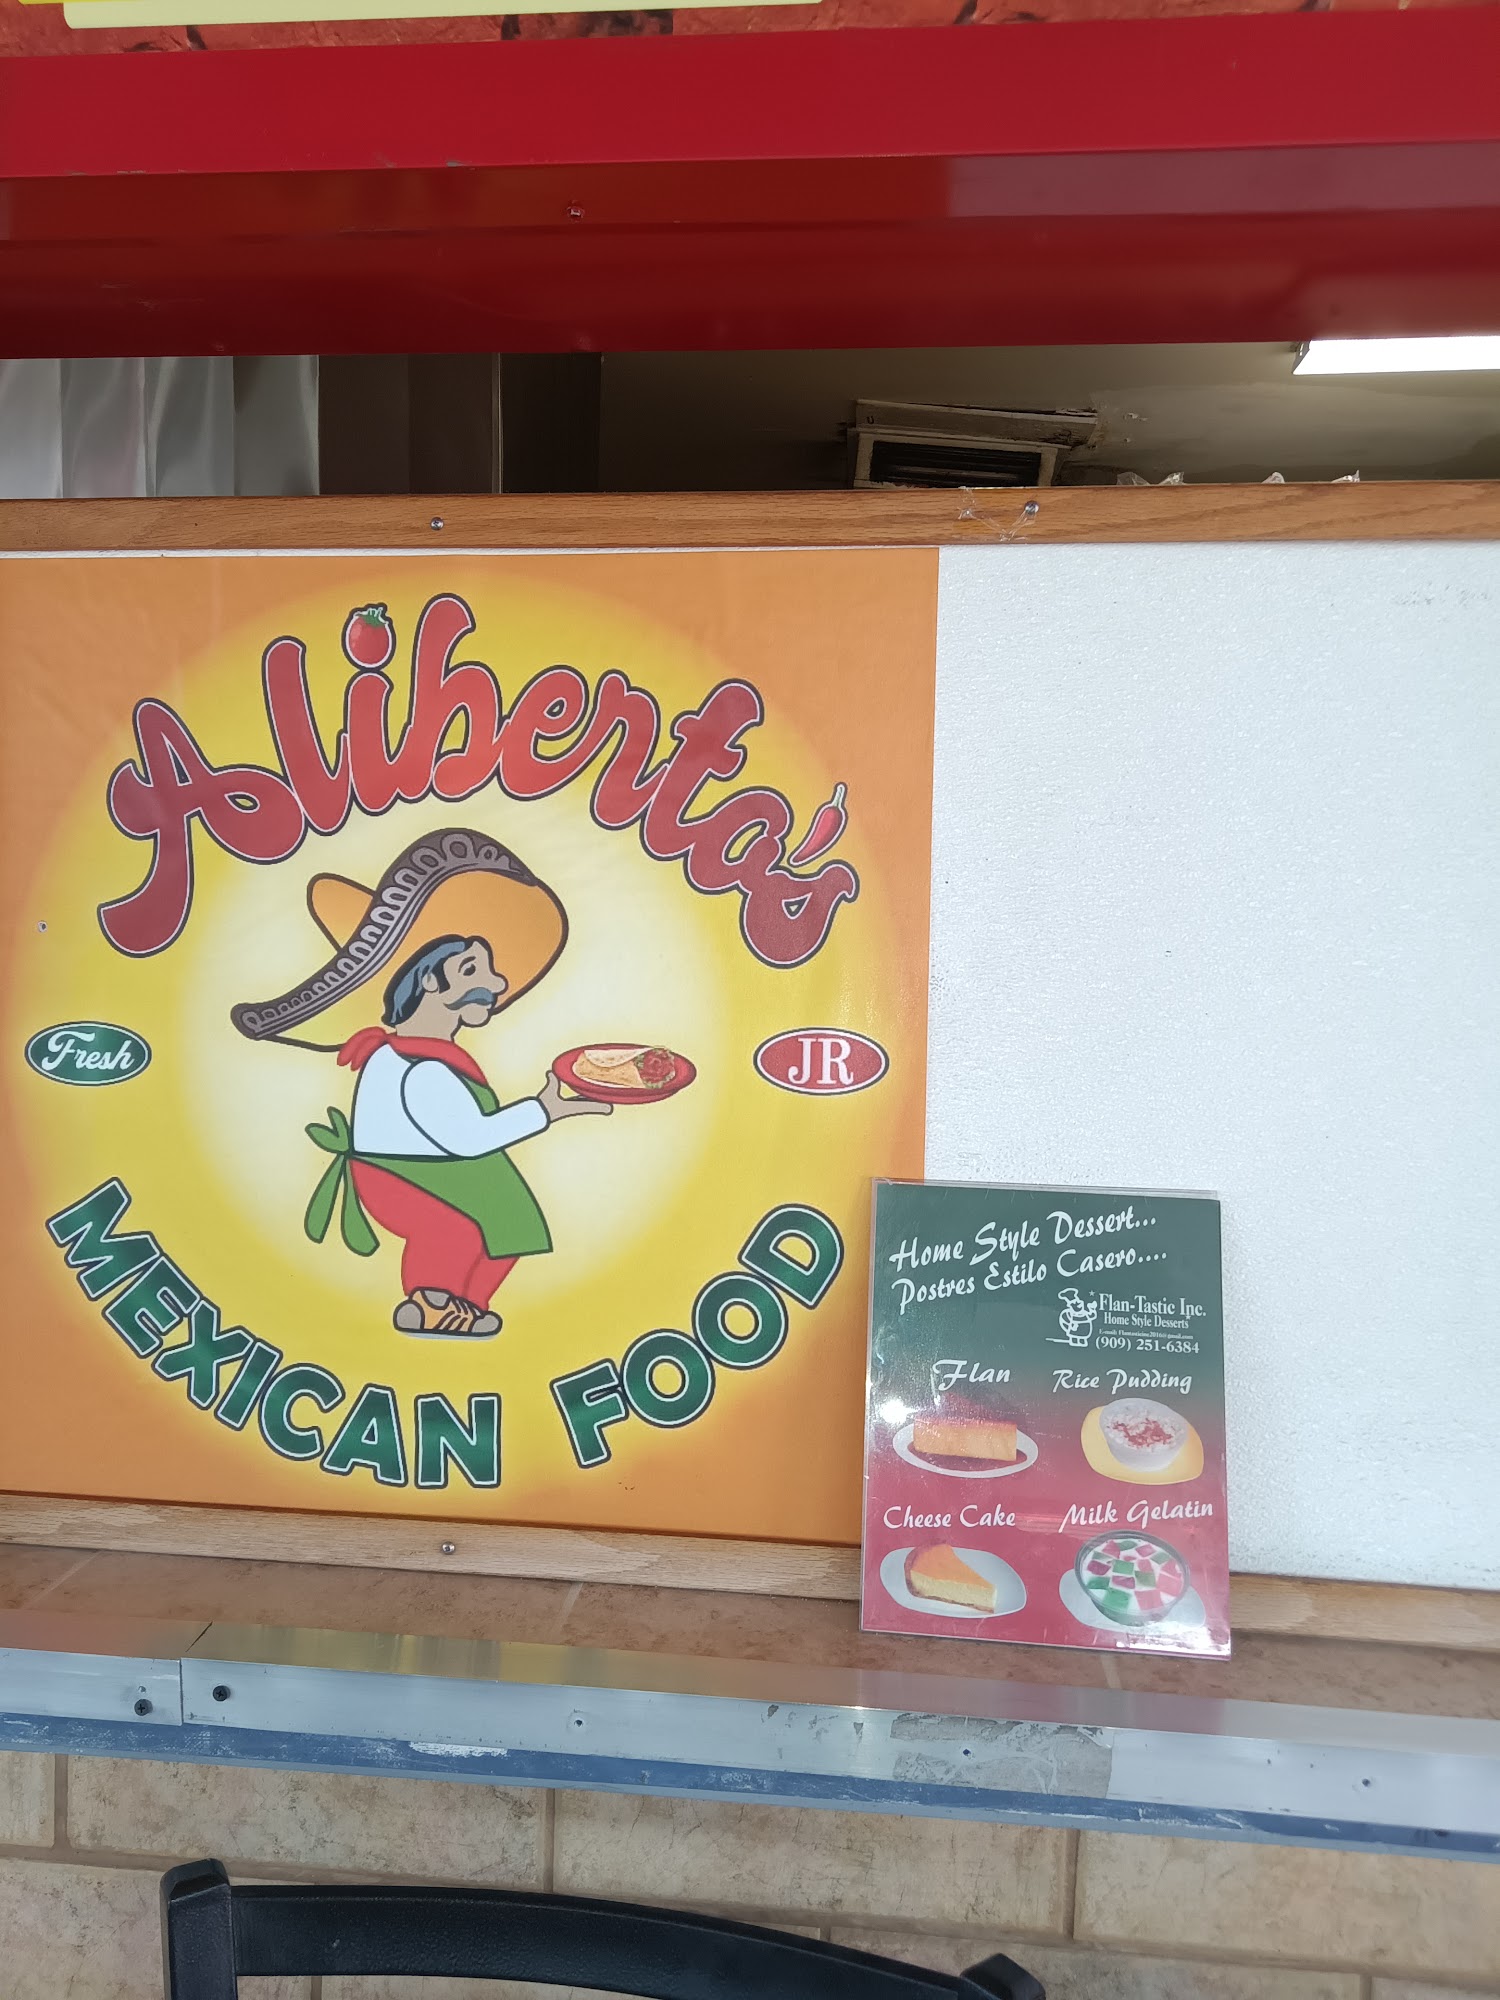 Aliberto's
Fresh
JR
MEXICAN FOOD
Home Style Dessert...
Postres Estilo Casero....
Flan-Tastic Inc.
Home Style Desserts
(909) 251-6384
Flan
Rice Pudding
Cheese Cake
Milk Gelatin